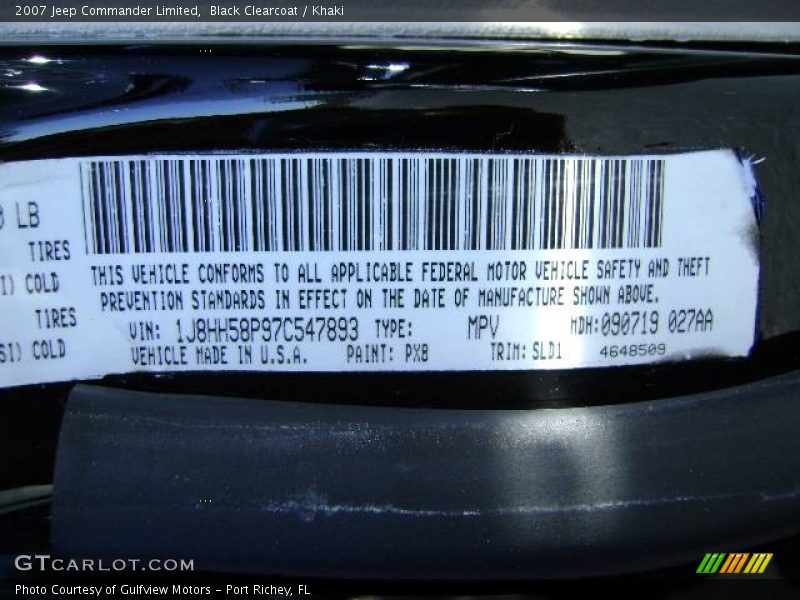 2007 Jeep Commander Limited, Black Clearcoat / Khaki
LB
TIRES
COLD
TIRES
COLD
THIS VEHICLE CONFORMS TO ALL APPLICABLE FEDERAL MOTOR VEHICLE SAFETY AND THEFT
PREVENTION STANDARDS IN EFFECT ON THE DATE OF MANUFACTURE SHOWN ABOVE.
VIN: 1J8HH58P97C547893 TYPE: MPV MDH:090719 027AA
VEHICLE MADE IN U.S.A. PAINT: PX8 TRIM: SLD1 4648509
GTCARLOT.COM
Photo Courtesy of Gulfview Motors - Port Richey, FL